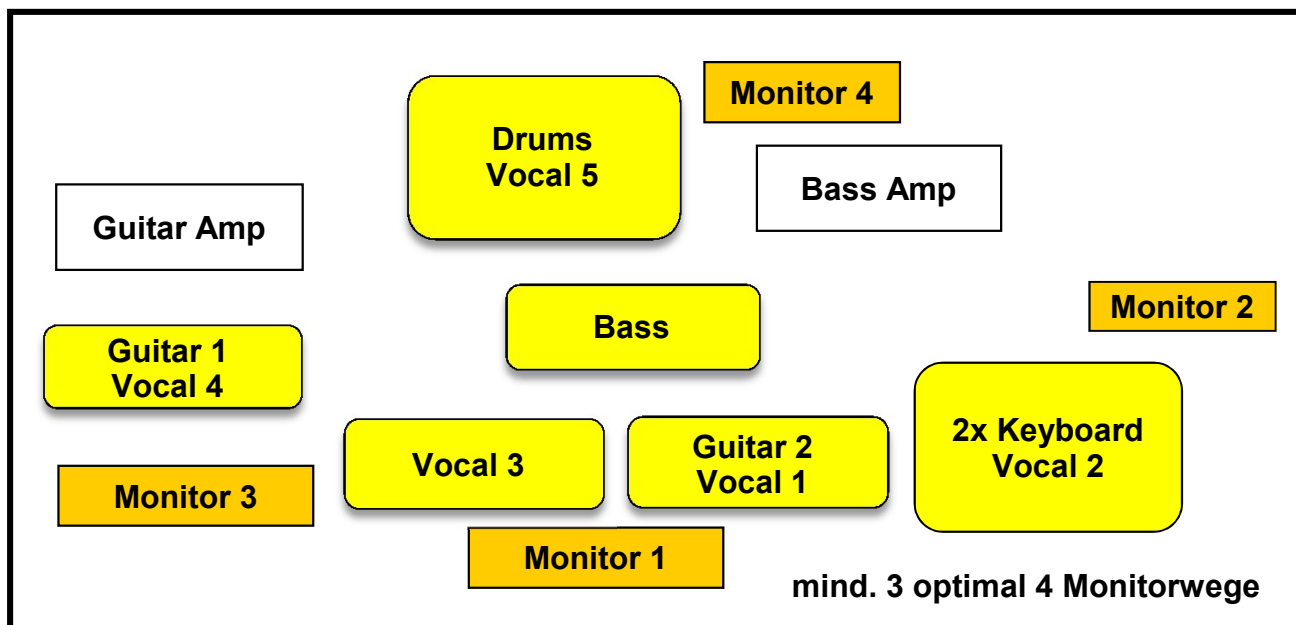 Monitor 4
Drums
Vocal 5
Bass Amp
Guitar Amp
Monitor 2
Bass
Guitar 1
Vocal 4
Vocal 3
Guitar 2
Vocal 1
2x Keyboard
Vocal 2
Monitor 3
Monitor 1
mind. 3 optimal 4 Monitorwege